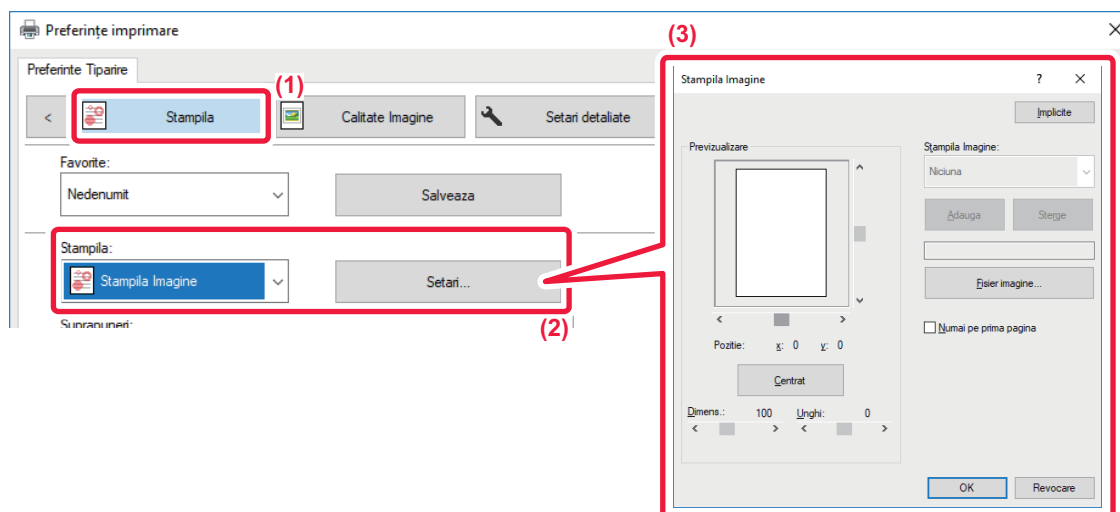 Preferințe imprimare
Preferinte Tiparire
(1)
< Stampila Calitate Imagine Setari detaliate
Favorite:
Nedenumit Salveaza
Stampila:
Stampila Imagine Setari...
(2)
Suprapuneri:
(3)
Stampila Imagine ?
Implicite
Previzualizare
Stampila Imagine:
Niciuna
Adauga Sterge
Fisier imagine...
Numai pe prima pagina
Pozitie: x: 0 y: 0
Centrat
Dimens.: 100 Unghi: 0
OK Revocare